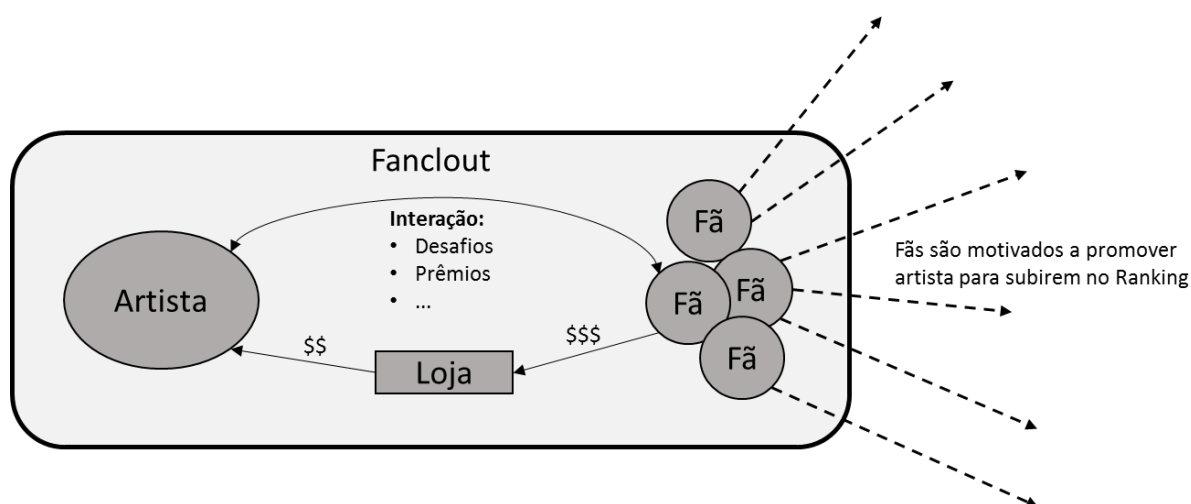 Fanclout
Interação:
• Desafios
• Prêmios
• ...
Artista
Fã
Fã
Fã
Fã
$$
$$$
Loja
Fãs são motivados a promover
artista para subirem no Ranking